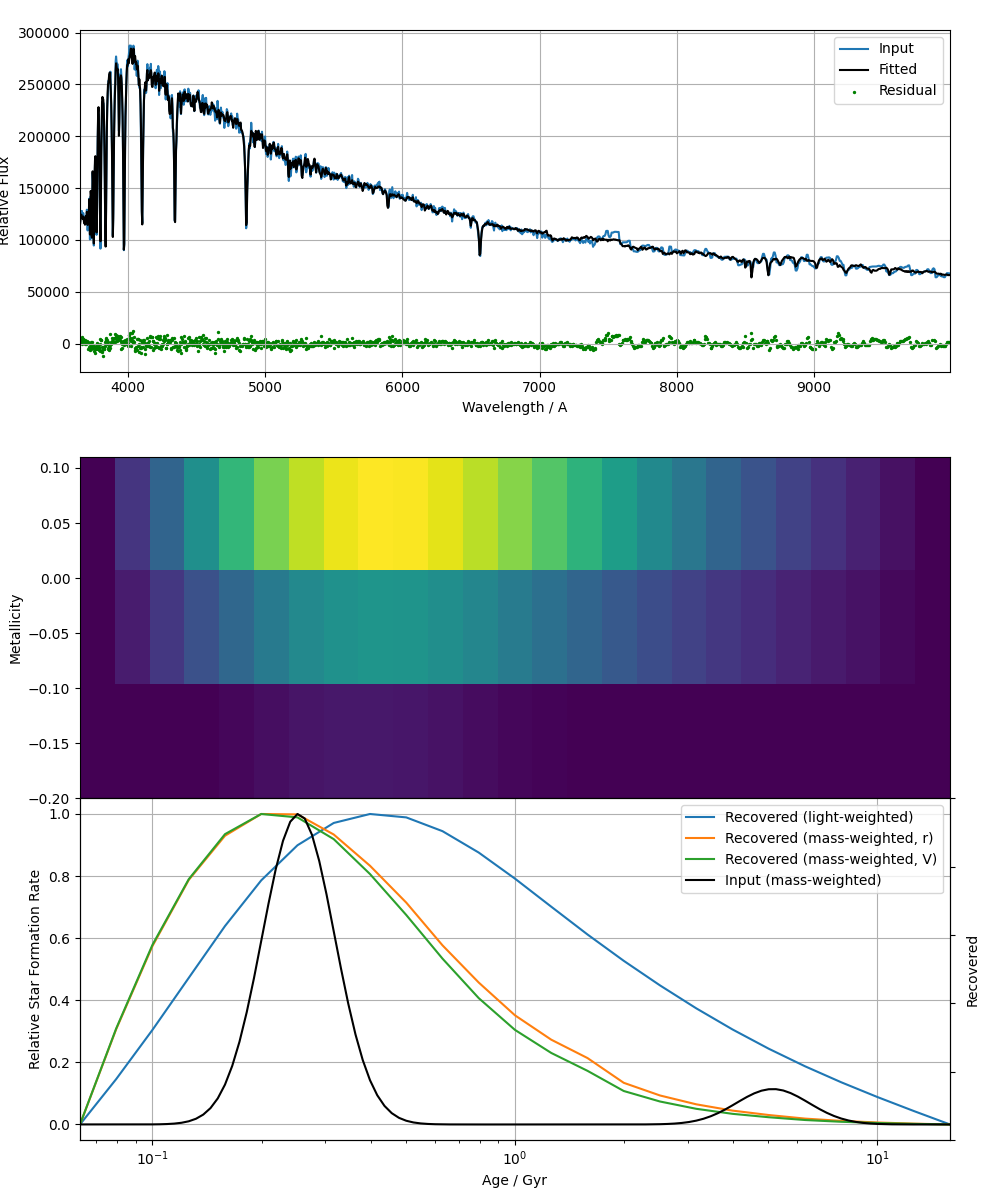 300000
250000
200000
150000
100000
50000
0
Relative Flux
Input
Fitted
Residual
4000
5000
6000
7000
8000
9000
Wavelength / A
0.10
0.05
0.00
−0.05
−0.10
−0.15
−0.20
Metallicity
1.0
0.8
0.6
0.4
0.2
0.0
Relative Star Formation Rate
Recovered (light-weighted)
Recovered (mass-weighted, r)
Recovered (mass-weighted, V)
Input (mass-weighted)
Recovered
10⁻¹
10⁰
10¹
Age / Gyr